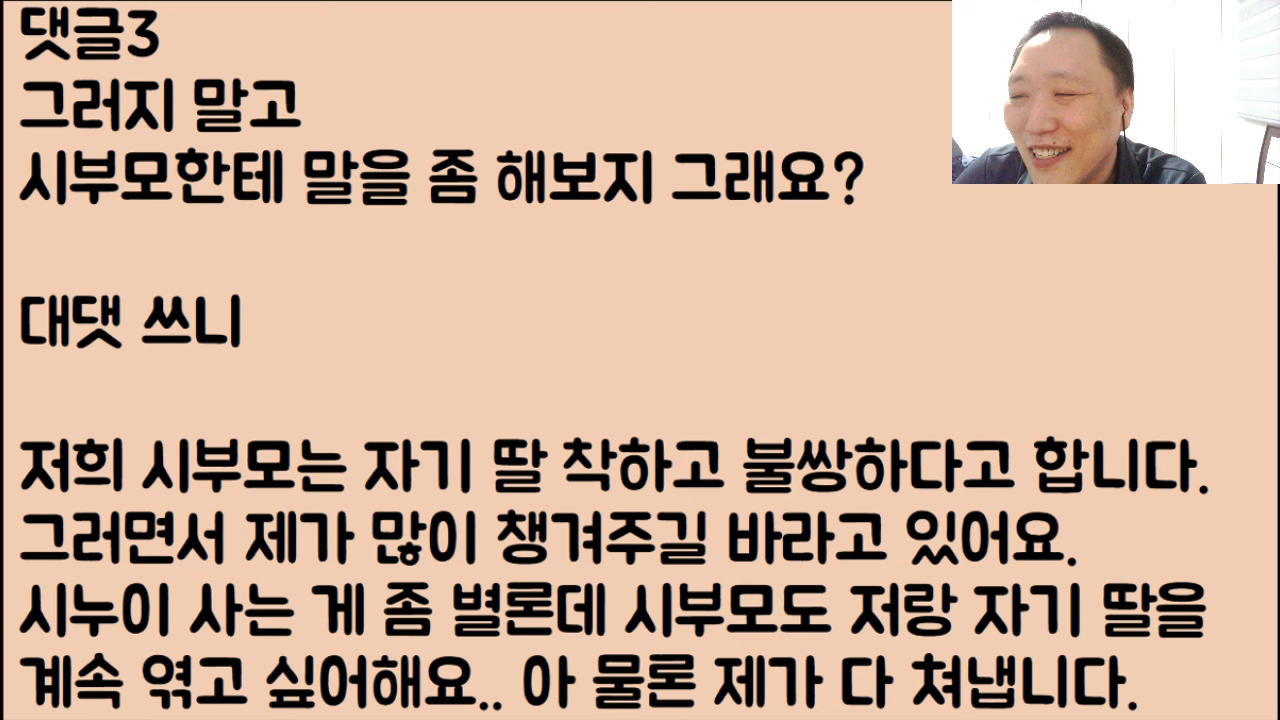 댓글3
그러지 말고
시부모한테 말을 좀 해보지 그래요?
대댓 쓰니
저희 시부모는 자기 딸 착하고 불쌍하다고 합니다.
그러면서 제가 많이 챙겨주길 바라고 있어요.
시누이 사는 게 좀 별론데 시부모도 저랑 자기 딸을
계속 엮고 싶어해요.. 아 물론 제가 다 쳐냅니다.